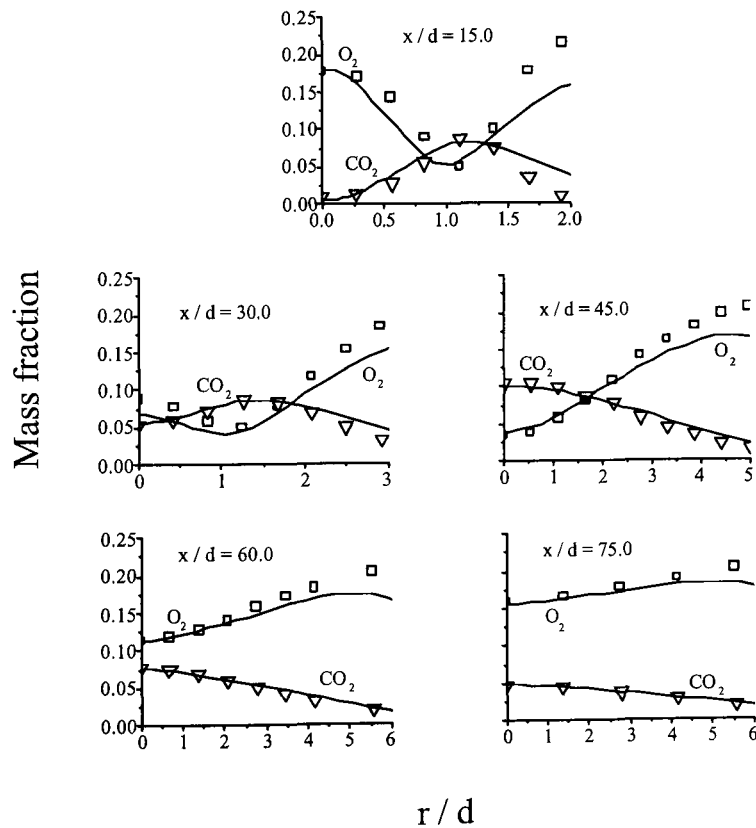 0.25
0.20
0.15
0.10
0.05
0.00
O2
x / d = 15.0
CO2
0.0 0.5 1.0 1.5 2.0
Mass fraction
0.25
0.20
0.15
0.10
0.05
0.00
x / d = 30.0
CO2
O2
0 1 2 3
x / d = 45.0
CO2
O2
0 1 2 3 4 5
0.25
0.20
0.15
0.10
0.05
0.00
x / d = 60.0
O2
CO2
0 1 2 3 4 5 6
x / d = 75.0
O2
CO2
0 1 2 3 4 5 6
r / d